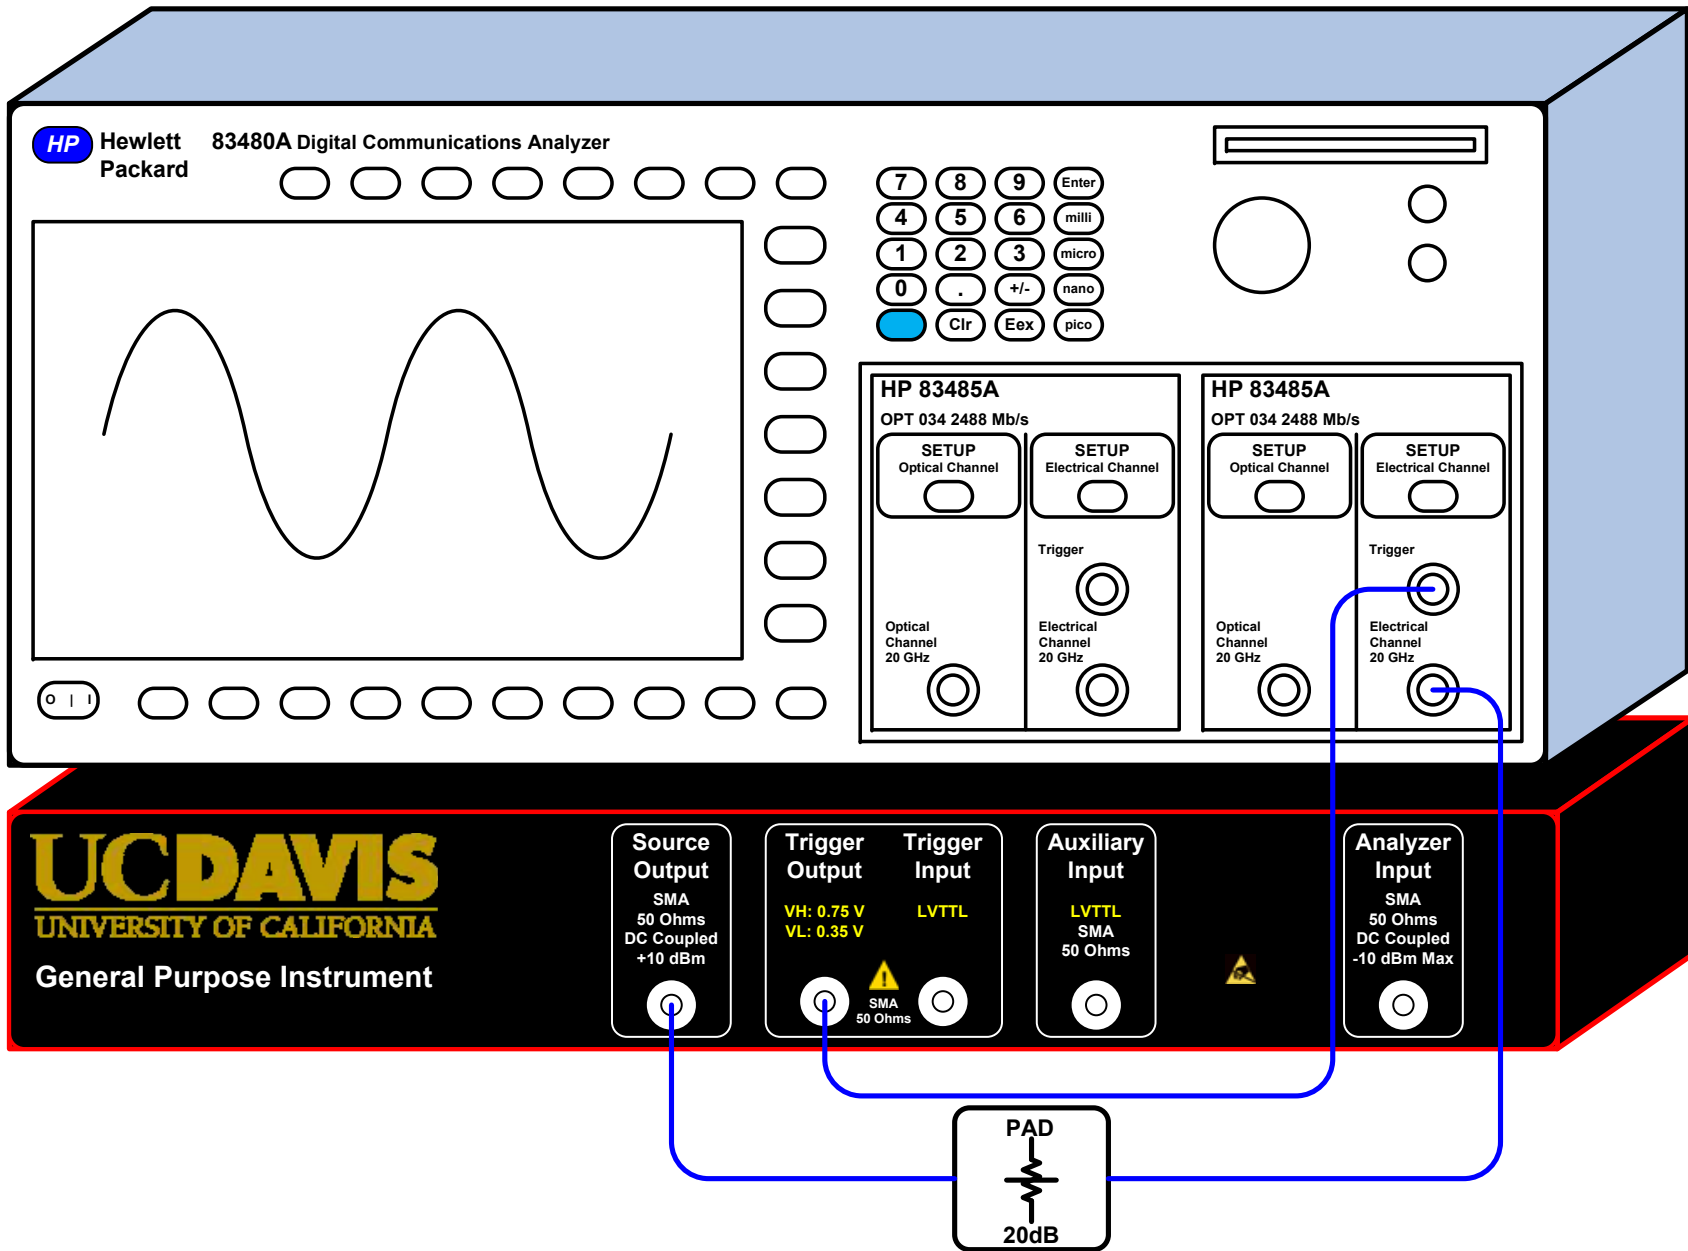 HP Hewlett Packard
83480A Digital Communications Analyzer
7 8 9 Enter
4 5 6 milli
1 2 3 micro
0 . +/- nano
Clr Eex pico
O | I
HP 83485A
OPT 034 2488 Mb/s
SETUP
Optical Channel
SETUP
Electrical Channel
Trigger
Optical
Channel
20 GHz
Electrical
Channel
20 GHz
HP 83485A
OPT 034 2488 Mb/s
SETUP
Optical Channel
SETUP
Electrical Channel
Trigger
Optical
Channel
20 GHz
Electrical
Channel
20 GHz
UCDAVIS
UNIVERSITY OF CALIFORNIA
General Purpose Instrument
Source
Output
SMA
50 Ohms
DC Coupled
+10 dBm
Trigger
Output
VH: 0.75 V
VL: 0.35 V
Trigger
Input
LVTTL
SMA
50 Ohms
Auxiliary
Input
LVTTL
SMA
50 Ohms
Analyzer
Input
SMA
50 Ohms
DC Coupled
-10 dBm Max
PAD
20dB